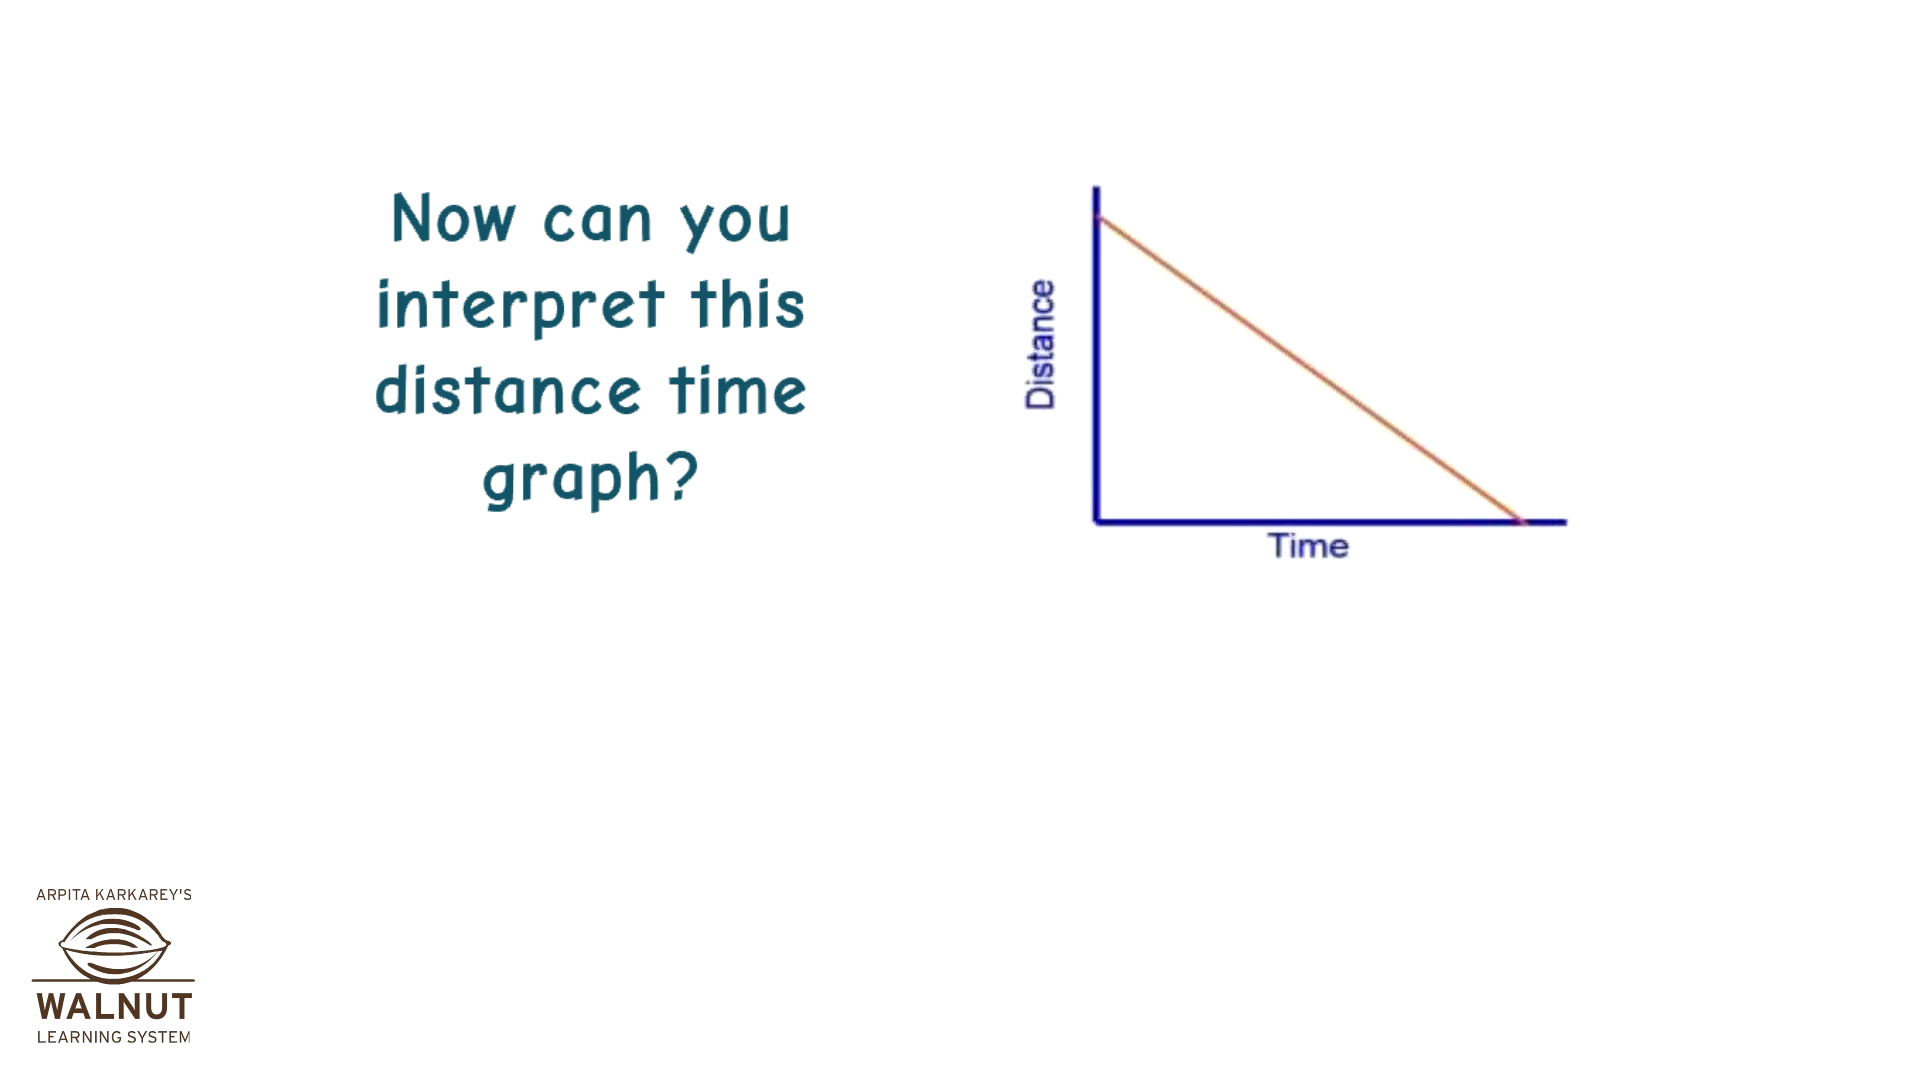 Now can you
interpret this
distance time
graph?
Distance
Time
ARPITA KARKAREY'S
WALNUT
LEARNING SYSTEM